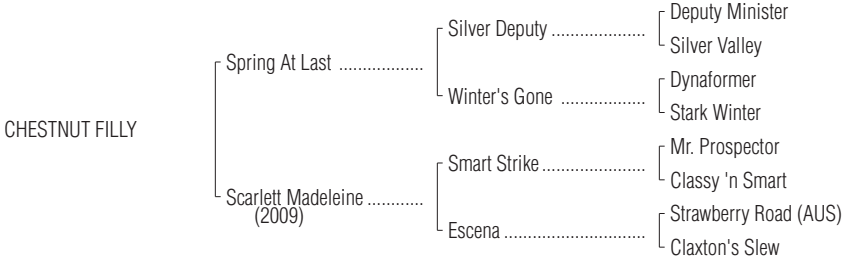 Deputy Minister
Silver Deputy .....................
Silver Valley
Spring At Last ..................
Dynaformer
Winter's Gone ...................
Stark Winter
CHESTNUT FILLY
Mr. Prospector
Smart Strike.......................
Classy 'n Smart
Scarlett Madeleine ............
(2009)
Strawberry Road (AUS)
Escena ...............................
Claxton's Slew